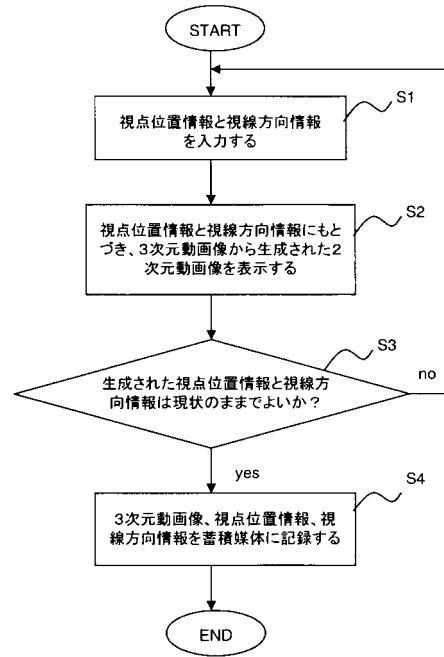 START
S1
視点位置情報と視線方向情報
を入力する
S2
視点位置情報と視線方向情報にもと
づき、3次元動画像から生成された2
次元動画像を表示する
S3
生成された視点位置情報と視線方
向情報は現状のままでよいか?
no
yes
S4
3次元動画像、視点位置情報、視
線方向情報を蓄積媒体に記録する
END